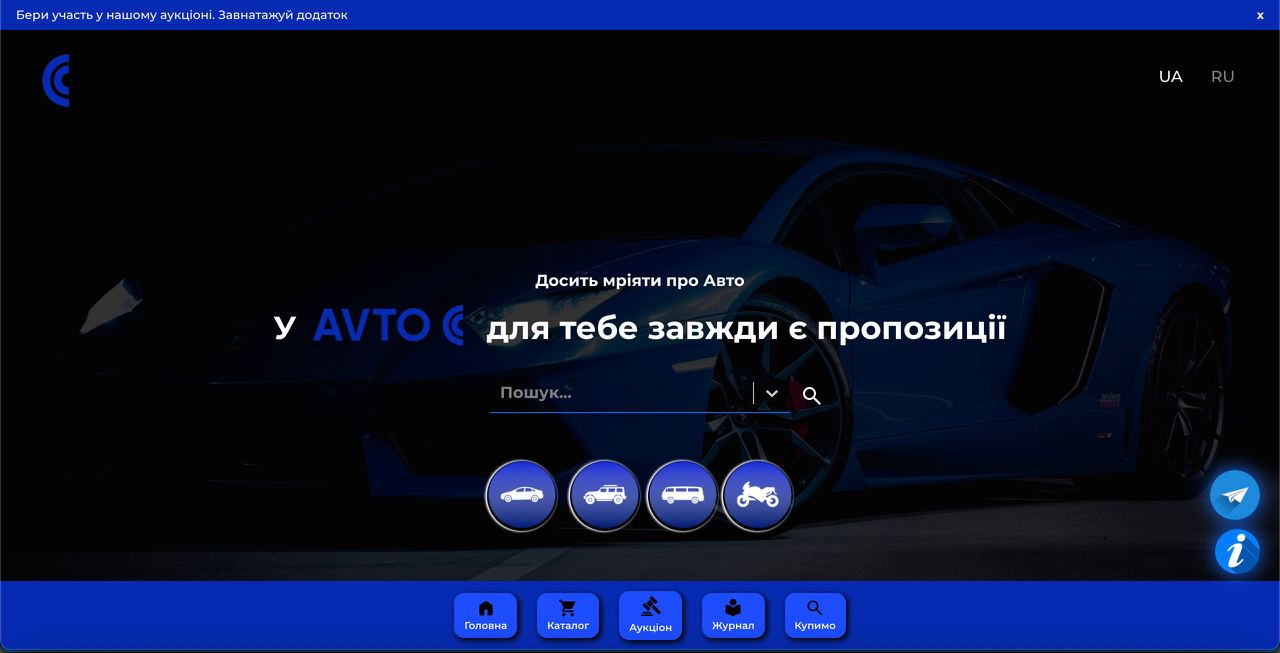 Бери участь у нашому аукціоні. Завнатажуй додаток
x
UA RU
Досить мріяти про Авто
У AVTO для тебе завжди є пропозиції
Пошук...
Головна Каталог Аукціон Журнал Купимо